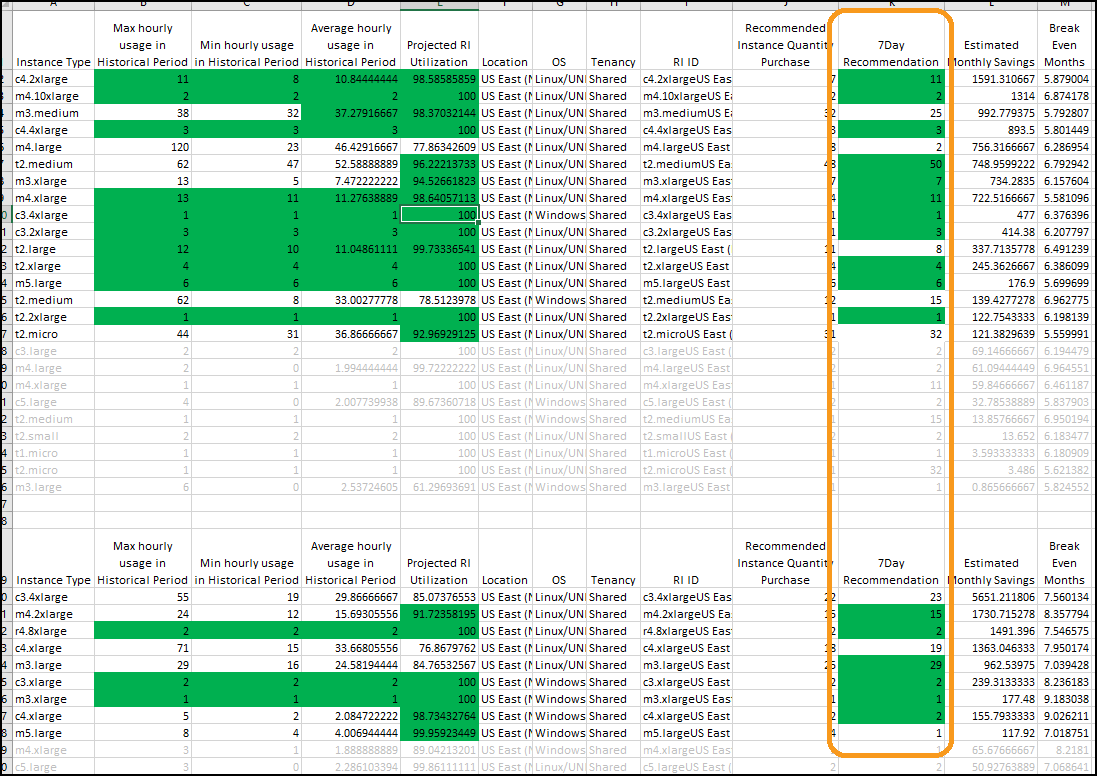 A B C D E F G H I J K L M
Max hourly Average hourly Recommended Break
usage in Min hourly usage hourly usage in Projected RI Instance Quantity 7Day Estimated Even
Instance Type Historical Period in Historical Period Historical Period Utilization Location OS Tenancy RI ID Purchase Recommendation Monthly Savings Months
c4.2xlarge 11 8 10.84444444 98.58585859 US East (N Linux/UNI Shared c4.2xlargeUS Eas 7 11 1591.310667 5.879004
m4.10xlarge 2 2 2 100 US East (N Linux/UNI Shared m4.10xlargeUS Ea 2 2 1314 6.874178
m3.medium 38 32 37.27916667 98.37032144 US East (N Linux/UNI Shared m3.mediumUS Ea 32 25 992.779375 5.792807
c4.4xlarge 3 3 3 100 US East (N Linux/UNI Shared c4.4xlargeUS Eas 3 3 893.5 5.801449
m4.large 120 23 46.42916667 77.86342609 US East (N Linux/UNI Shared m4.largeUS East 2 756.3166667 6.286954
t2.medium 62 47 52.58888889 96.22213733 US East (N Linux/UNI Shared t2.mediumUS Ea 48 50 748.9599222 6.792942
m3.xlarge 13 5 7.472222222 94.52661823 US East (N Linux/UNI Shared m3.xlargeUS East 7 7 734.2835 6.157604
m4.xlarge 13 11 11.27638889 98.64057113 US East (N Linux/UNI Shared m4.xlargeUS East 4 11 722.5166667 5.581096
c3.4xlarge 1 1 1 100 US East (N Windows Shared c3.4xlargeUS Eas 1 1 477 6.376396
c3.2xlarge 3 3 3 100 US East (N Linux/UNI Shared c3.2xlargeUS Eas 1 3 414.38 6.207797
t2.large 12 10 11.04861111 99.73336541 US East (N Linux/UNI Shared t2.largeUS East ( 11 8 337.7135778 6.491239
t2.xlarge 4 4 4 100 US East (N Linux/UNI Shared t2.xlargeUS East 4 4 245.3626667 6.386099
m5.large 6 6 6 100 US East (N Linux/UNI Shared m5.largeUS East 6 6 176.9 5.699699
t2.medium 62 8 33.00277778 78.5123978 US East (N Windows Shared t2.mediumUS Ea 12 15 139.4277278 6.962775
t2.2xlarge 1 1 1 100 US East (N Linux/UNI Shared t2.2xlargeUS East 1 1 122.7543333 6.198139
t2.micro 44 31 36.86666667 92.96929125 US East (N Linux/UNI Shared t2.microUS East ( 31 32 121.3829639 5.559991
c3.large 2 2 2 100 US East (N Linux/UNI Shared c3.largeUS East ( 2 69.14666667 6.194479
m4.large 2 0 1.994444444 99.72222222 US East (N Windows Shared m4.largeUS East 2 61.09444449 6.964551
m4.xlarge 1 1 1 100 US East (N Windows Shared m4.xlargeUS East 11 59.84666667 6.461187
c5.large 4 0 2.007739938 89.67360718 US East (N Windows Shared c5.largeUS East ( 2 32.78538889 5.837903
t2.medium 1 1 1 100 US East (N Windows Shared t2.mediumUS Ea 15 13.85766667 6.950194
t2.small 2 2 2 100 US East (N Linux/UNI Shared t2.smallUS East ( 2 13.652 6.183477
t1.micro 1 1 1 100 US East (N Linux/UNI Shared t1.microUS East ( 1 3.593333333 6.180909
t2.micro 1 1 1 100 US East (N Linux/UNI Shared t2.microUS East ( 32 3.486 5.621382
m3.large 6 0 2.53724605 61.29693691 US East (N Windows Shared m3.largeUS East 1 0.865666667 5.824552
Max hourly Average hourly Recommended Break
usage in Min hourly usage hourly usage in Projected RI Instance Quantity 7Day Estimated Even
Instance Type Historical Period in Historical Period Historical Period Utilization Location OS Tenancy RI ID Purchase Recommendation Monthly Savings Months
c3.4xlarge 55 19 29.86666667 85.07376553 US East (N Linux/UNI Shared c3.4xlargeUS Eas 22 23 5651.211806 7.560134
m4.2xlarge 24 12 15.69305556 91.72358195 US East (N Linux/UNI Shared m4.2xlargeUS Eas 15 1730.715278 8.357794
r4.8xlarge 2 2 2 100 US East (N Linux/UNI Shared r4.8xlargeUS East 2 2 1491.396 7.546575
c4.xlarge 71 15 33.66805556 76.8679762 US East (N Linux/UNI Shared c4.xlargeUS East 19 1363.046333 7.950174
m3.large 29 16 24.58194444 84.76532567 US East (N Linux/UNI Shared m3.largeUS East 29 962.53975 7.039428
c3.xlarge 2 2 2 100 US East (N Windows Shared c3.xlargeUS East 2 2 239.3133333 8.236183
m3.xlarge 1 1 1 100 US East (N Windows Shared m3.xlargeUS East 1 1 177.48 9.183038
c4.xlarge 5 2 2.084722222 98.73432764 US East (N Windows Shared c4.xlargeUS East 2 2 155.7933333 9.026211
m5.large 8 4 4.006944444 99.95923449 US East (N Linux/UNI Shared m5.largeUS East 4 1 117.92 7.018751
m4.xlarge 3 1 1.888888889 89.04213201 US East (N Linux/UNI Shared m4.xlargeUS East 1 65.67666667 8.2181
c5.large 3 0 2.286103394 99.86111111 US East (N Linux/UNI Shared c5.largeUS East ( 2 2 50.92763889 7.068641